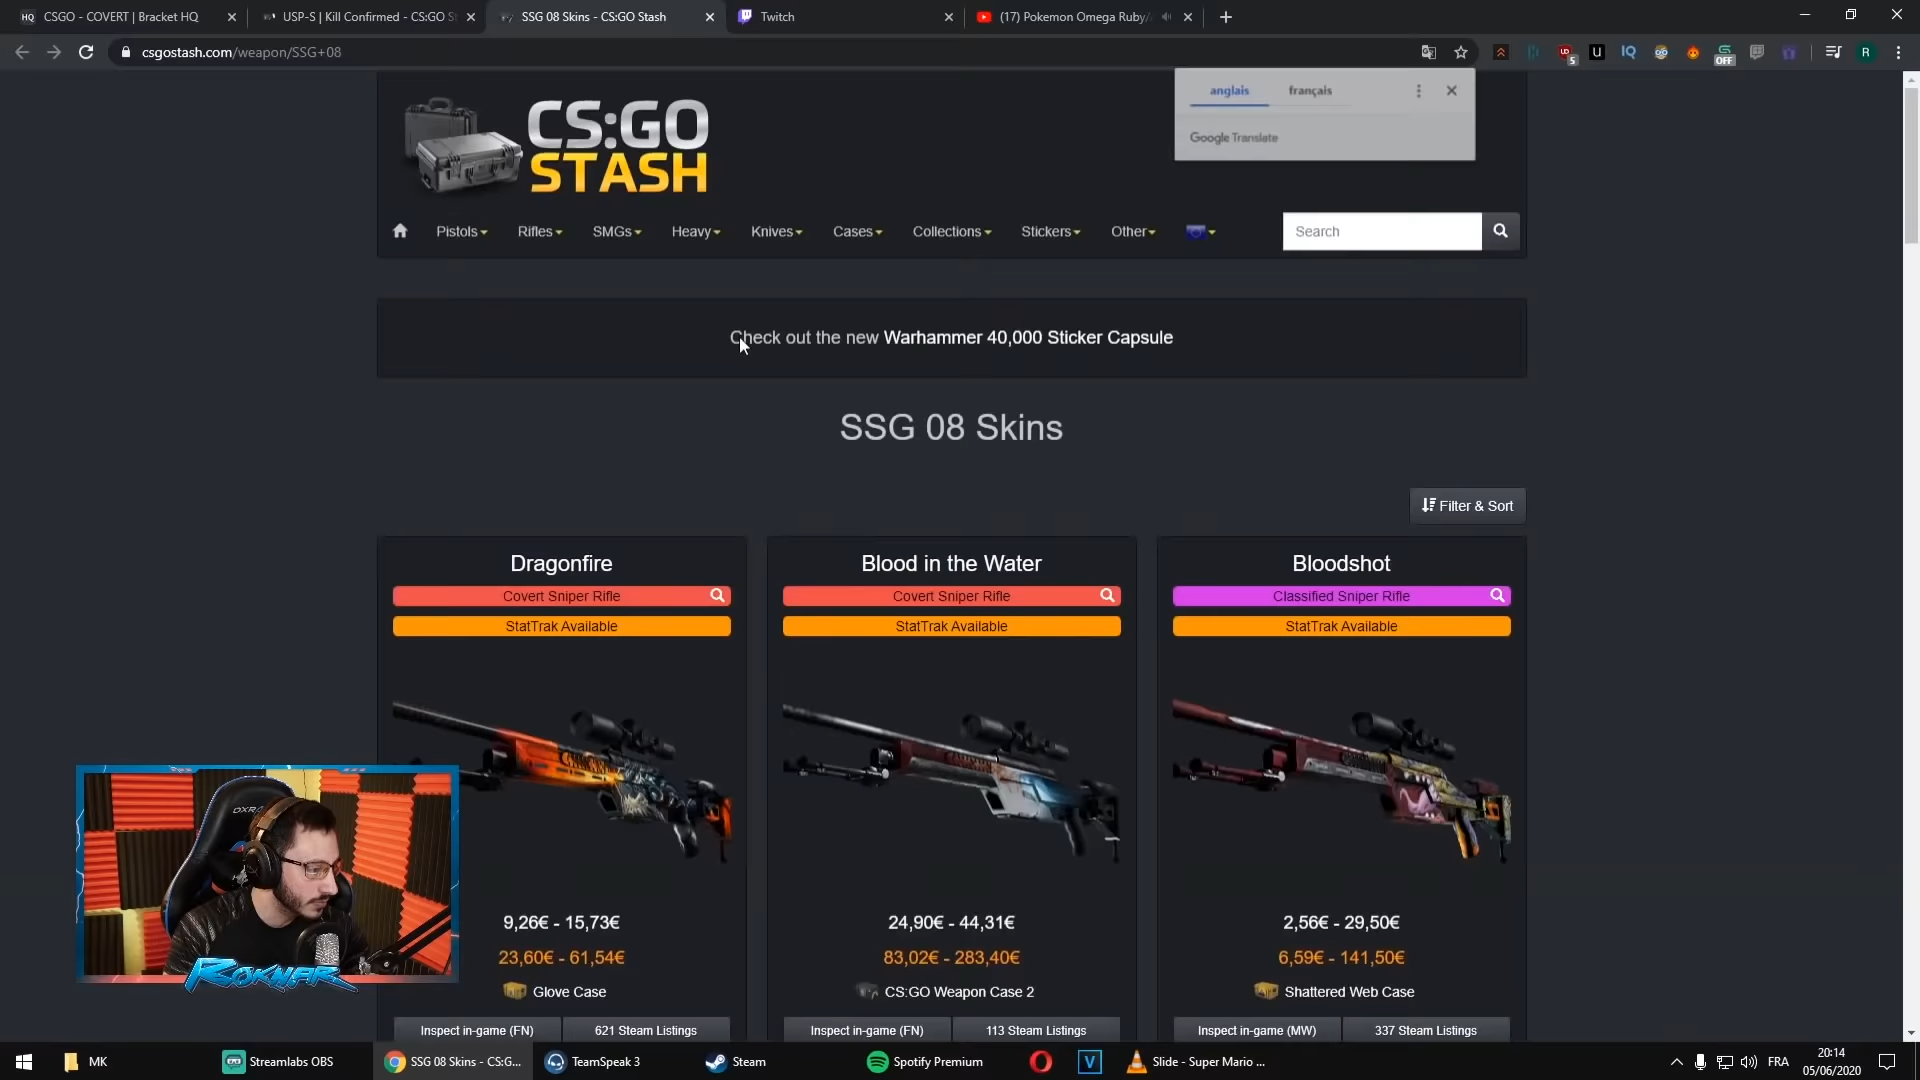 CSGO - COVERT | Bracket HQ
USP-S | Kill Confirmed - CS:GO S
SSG 08 Skins - CS:GO Stash
Twitch
(17) Pokemon Omega Ruby/
csgostash.com/weapon/SSG+08
anglais français
Google Translate
CS:GO
STASH
Pistols Rifles SMGs Heavy Knives Cases Collections Stickers Other Search
Check out the new Warhammer 40,000 Sticker Capsule
SSG 08 Skins
Filter & Sort
Dragonfire
Covert Sniper Rifle
StatTrak Available
9,26€ - 15,73€
23,60€ - 61,54€
Glove Case
Inspect in-game (FN) 621 Steam Listings
Blood in the Water
Covert Sniper Rifle
StatTrak Available
24,90€ - 44,31€
83,02€ - 283,40€
CS:GO Weapon Case 2
Inspect in-game (FN) 113 Steam Listings
Bloodshot
Classified Sniper Rifle
StatTrak Available
2,56€ - 29,50€
6,59€ - 141,50€
Shattered Web Case
Inspect in-game (MW) 337 Steam Listings
ROKNAR
MK
Streamlabs OBS
SSG 08 Skins - CS:G...
TeamSpeak 3
Steam
Spotify Premium
Slide - Super Mario ...
FRA
20:14
05/06/2020